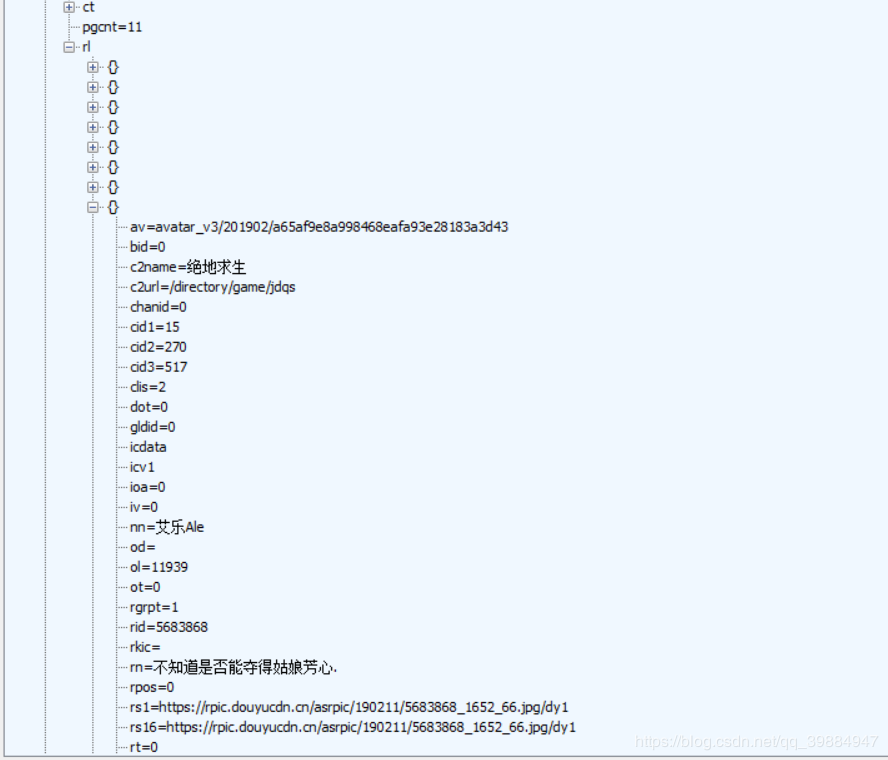 ct
pgcnt=11
rl
{}
{}
{}
{}
{}
{}
{}
{}
av=avatar_v3/201902/a65af9e8a998468eafa93e28183a3d43
bid=0
c2name=绝地求生
c2url=/directory/game/jdqs
chanid=0
cid1=15
cid2=270
cid3=517
clis=2
dot=0
gldid=0
icdata
icv1
ioa=0
iv=0
nn=艾乐Ale
od=
ol=11939
ot=0
rgrpt=1
rid=5683868
rkic=
rn=不知道是否能夺得姑娘芳心.
rpos=0
rs1=https://rpic.douyucdn.cn/asrpic/190211/5683868_1652_66.jpg/dy1
rs16=https://rpic.douyucdn.cn/asrpic/190211/5683868_1652_66.jpg/dy1
rt=0
https://blog.csdn.net/qq_39884947